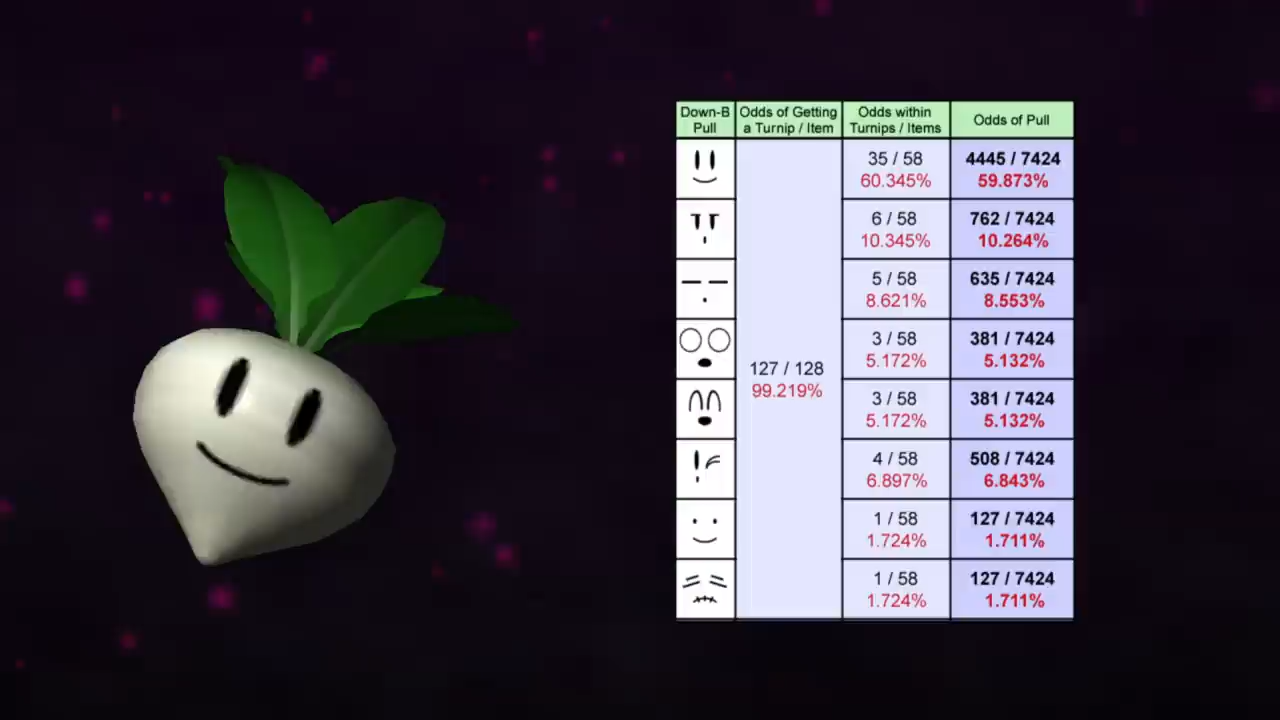 Down-B Pull
Odds of Getting a Turnip / Item
Odds within Turnips / Items
Odds of Pull
127 / 128
99.219%
35 / 58
60.345%
4445 / 7424
59.873%
6 / 58
10.345%
762 / 7424
10.264%
5 / 58
8.621%
635 / 7424
8.553%
3 / 58
5.172%
381 / 7424
5.132%
3 / 58
5.172%
381 / 7424
5.132%
4 / 58
6.897%
508 / 7424
6.843%
1 / 58
1.724%
127 / 7424
1.711%
1 / 58
1.724%
127 / 7424
1.711%